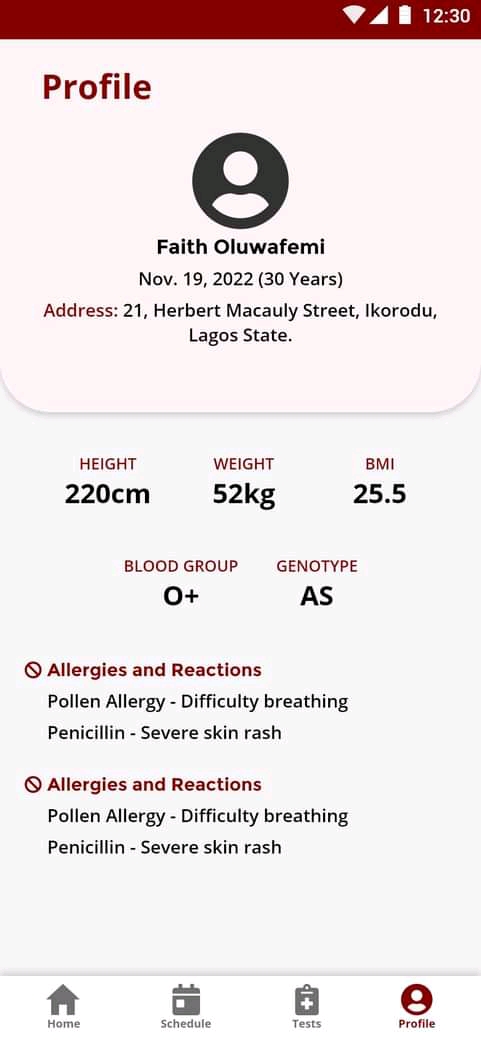 12:30
Profile
Faith Oluwafemi
Nov. 19, 2022 (30 Years)
Address: 21, Herbert Macauly Street, Ikorodu,
Lagos State.
HEIGHT WEIGHT BMI
220cm 52kg 25.5
BLOOD GROUP GENOTYPE
O+ AS
Allergies and Reactions
Pollen Allergy - Difficulty breathing
Penicillin - Severe skin rash
Allergies and Reactions
Pollen Allergy - Difficulty breathing
Penicillin - Severe skin rash
Home Schedule Tests Profile